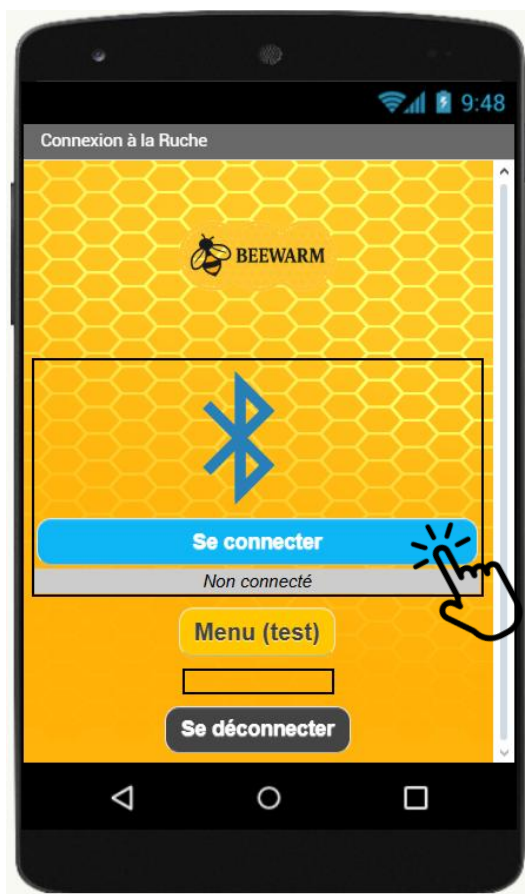 9:48
Connexion à la Ruche
BEEWARM
Se connecter
Non connecté
Menu (test)
Se déconnecter